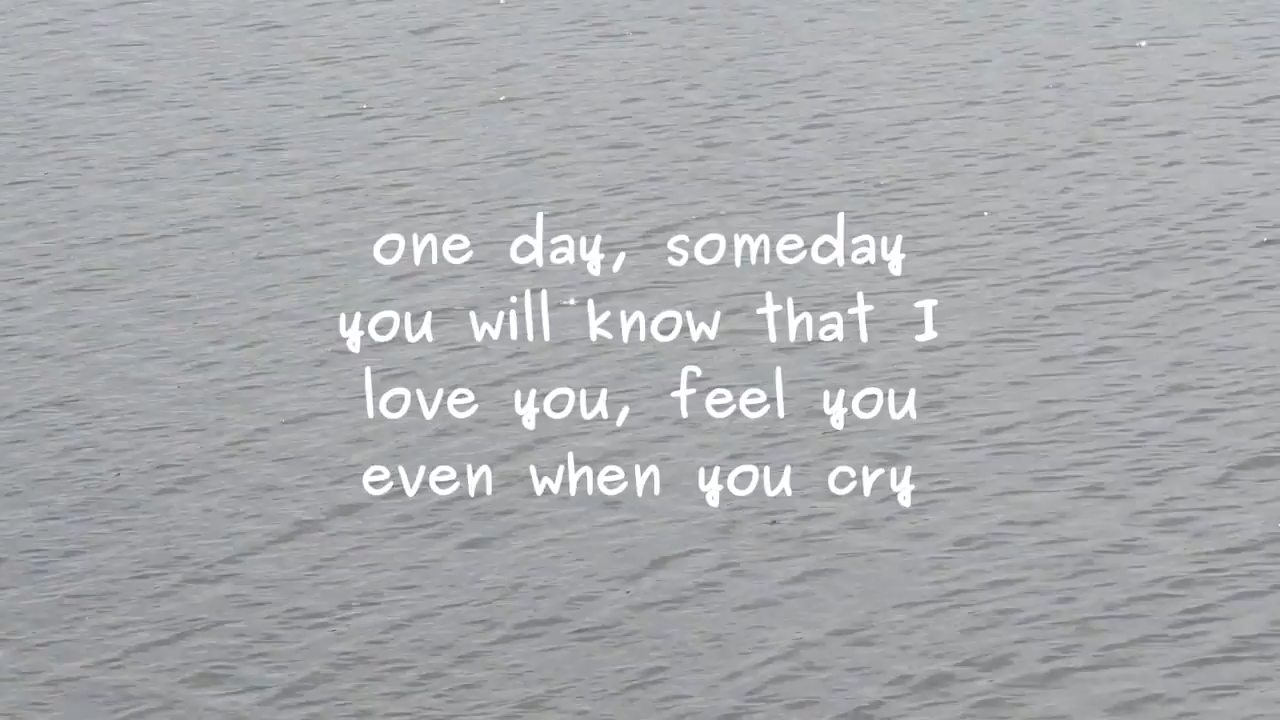 one day, someday
you will know that I
love you, feel you
even when you cry